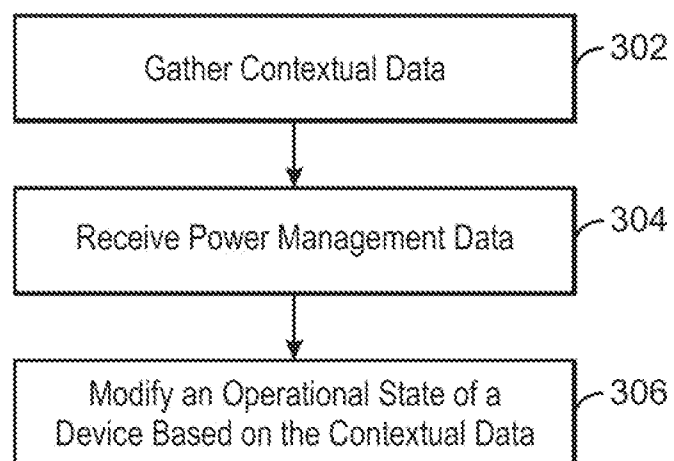 Gather Contextual Data
302
Receive Power Management Data
304
Modify an Operational State of a
Device Based on the Contextual Data
306